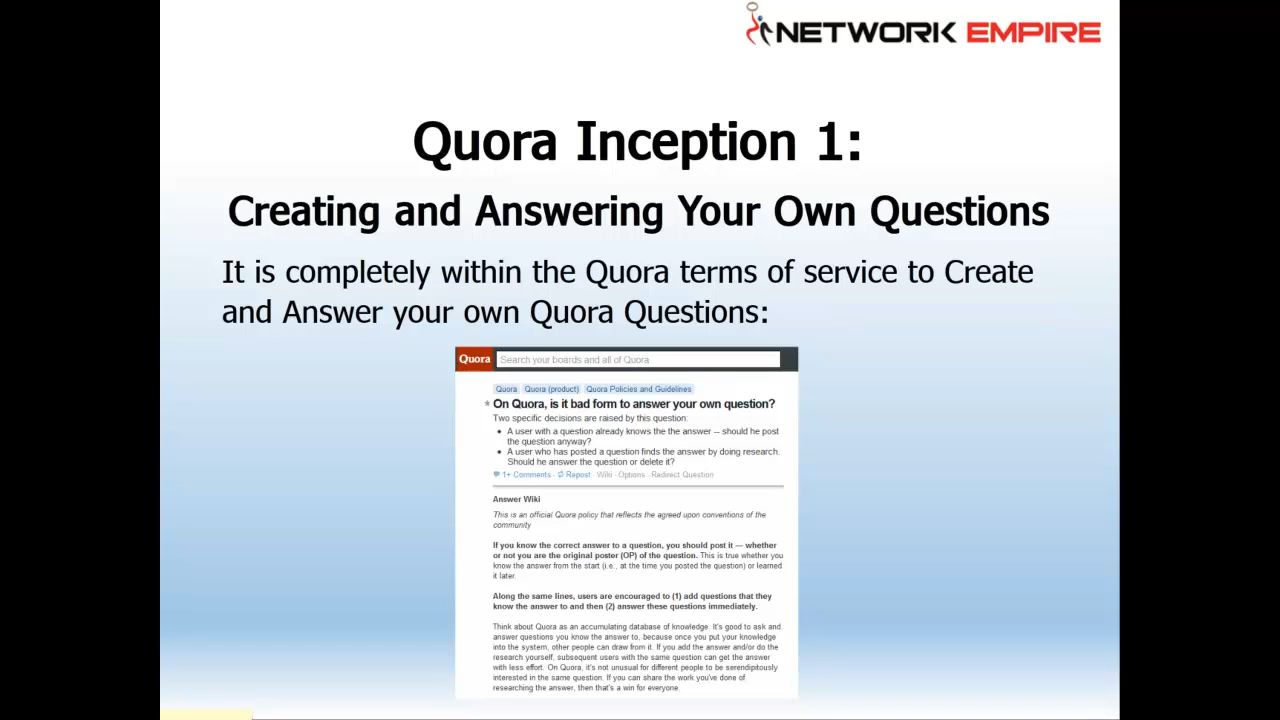 NETWORK EMPIRE
Quora Inception 1:
Creating and Answering Your Own Questions
It is completely within the Quora terms of service to Create
and Answer your own Quora Questions:
Quora Search your boards and all of Quora
Quora Quora (product) Quora Policies and Guidelines
On Quora, is it bad form to answer your own question?
Two specific decisions are raised by this question:
• A user with a question already knows the the answer -- should he post
the question anyway?
• A user who has posted a question finds the answer by doing research.
Should he answer the question or delete it?
1+ Comments · Repost · Wiki · Options · Redirect Question
Answer Wiki
This is an official Quora policy that reflects the agreed upon conventions of the
community
If you know the correct answer to a question, you should post it — whether
or not you are the original poster (OP) of the question. This is true whether you
know the answer from the start (i.e., at the time you posted the question) or learned
it later.
Along the same lines, users are encouraged to (1) add questions that they
know the answer to and then (2) answer these questions immediately.
Think about Quora as an accumulating database of knowledge. It's good to ask and
answer questions you know the answer to, because once you put your knowledge
into the system, other people can draw from it. If you add the answer and/or do the
research yourself, subsequent users with the same question can get the answer
with less effort. On Quora, it's not unusual for different people to be serendipitously
interested in the same question. If you can share the work you've done of
researching the answer, then that's a win for everyone.